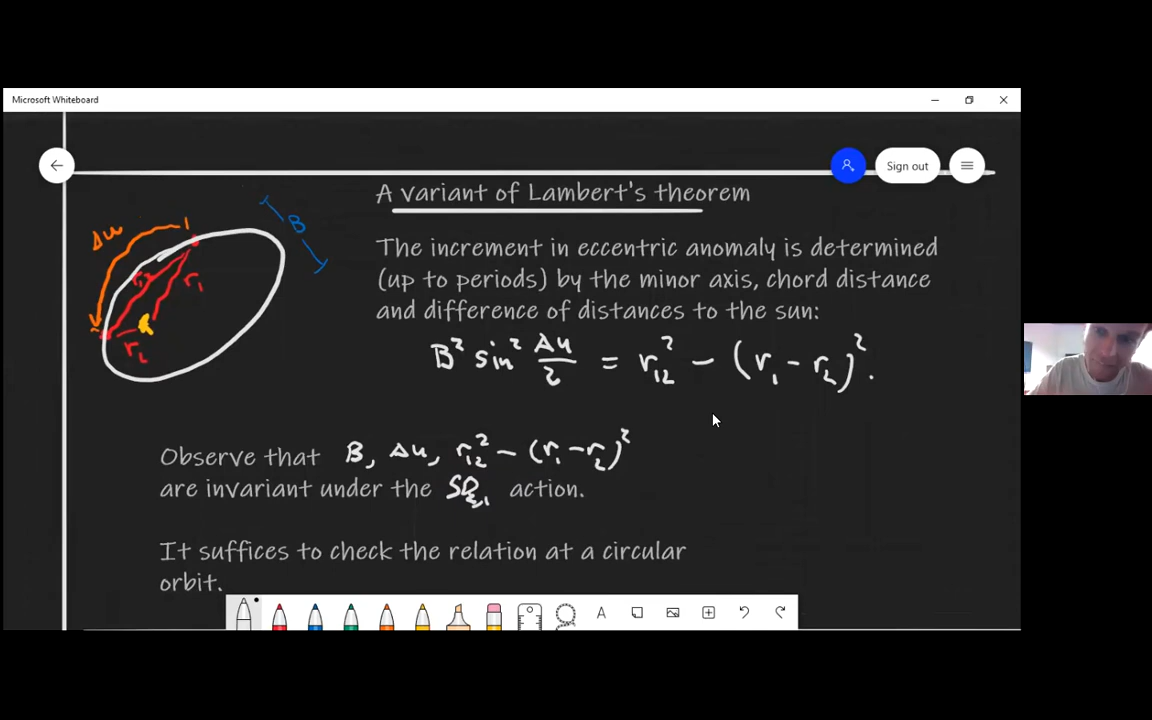 Microsoft Whiteboard
Sign out
A variant of Lambert's theorem
B
Δu
The increment in eccentric anomaly is determined
(up to periods) by the minor axis, chord distance
and difference of distances to the sun:
r₁
r₂
B² sin² Δu/2 = r₁₂² − (r₁ − r₂)².
Observe that B, Δu, r₁₂² − (r₁ − r₂)²
are invariant under the SO₂,₁ action.
It suffices to check the relation at a circular
orbit.
A